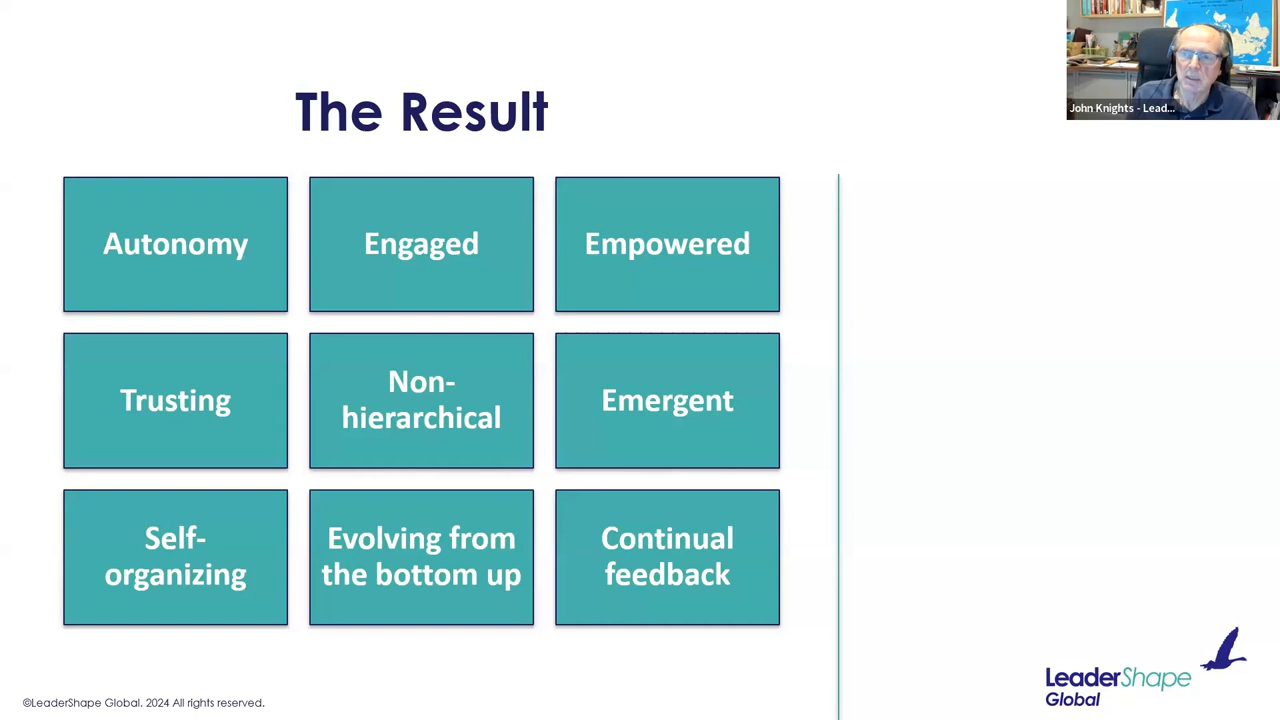 John Knights - Lead...
The Result
Autonomy
Engaged
Empowered
Trusting
Non-
hierarchical
Emergent
Self-
organizing
Evolving from
the bottom up
Continual
feedback
LeaderShape
Global
©LeaderShape Global. 2024 All rights reserved.